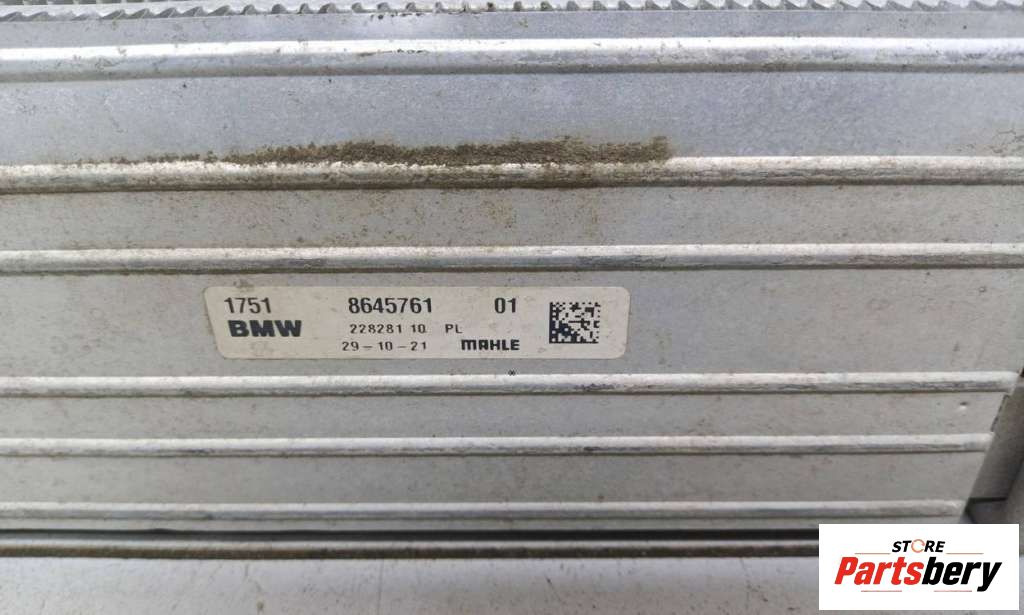 1751 8645761 01
BMW 228281 10 PL
29-10-21 MAHLE
*
STORE
Partsbery